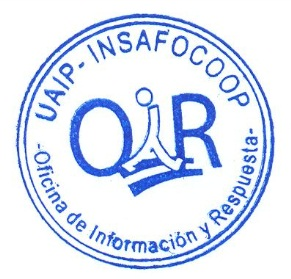 UAIP- INSAFOCOOP
OIR
-Oficina de Información y Respuesta-